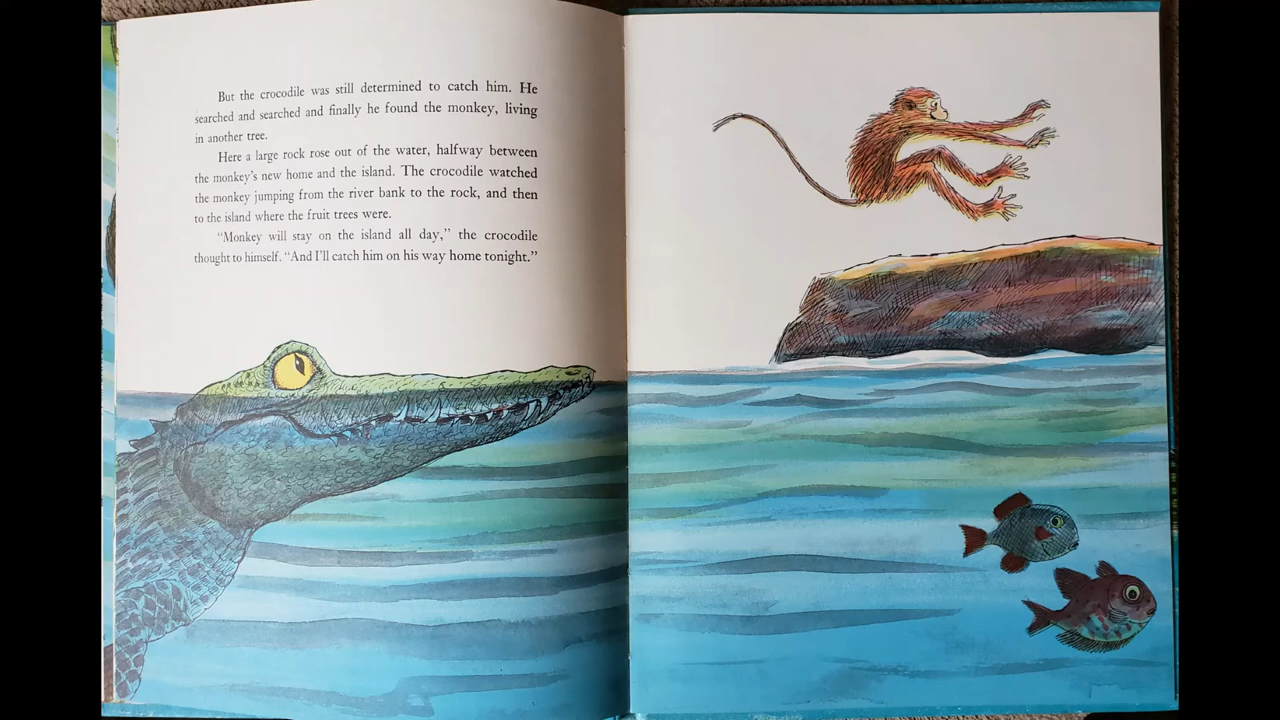 But the crocodile was still determined to catch him. He
searched and searched and finally he found the monkey, living
in another tree.
Here a large rock rose out of the water, halfway between
the monkey's new home and the island. The crocodile watched
the monkey jumping from the river bank to the rock, and then
to the island where the fruit trees were.
“Monkey will stay on the island all day,” the crocodile
thought to himself. “And I'll catch him on his way home tonight.”